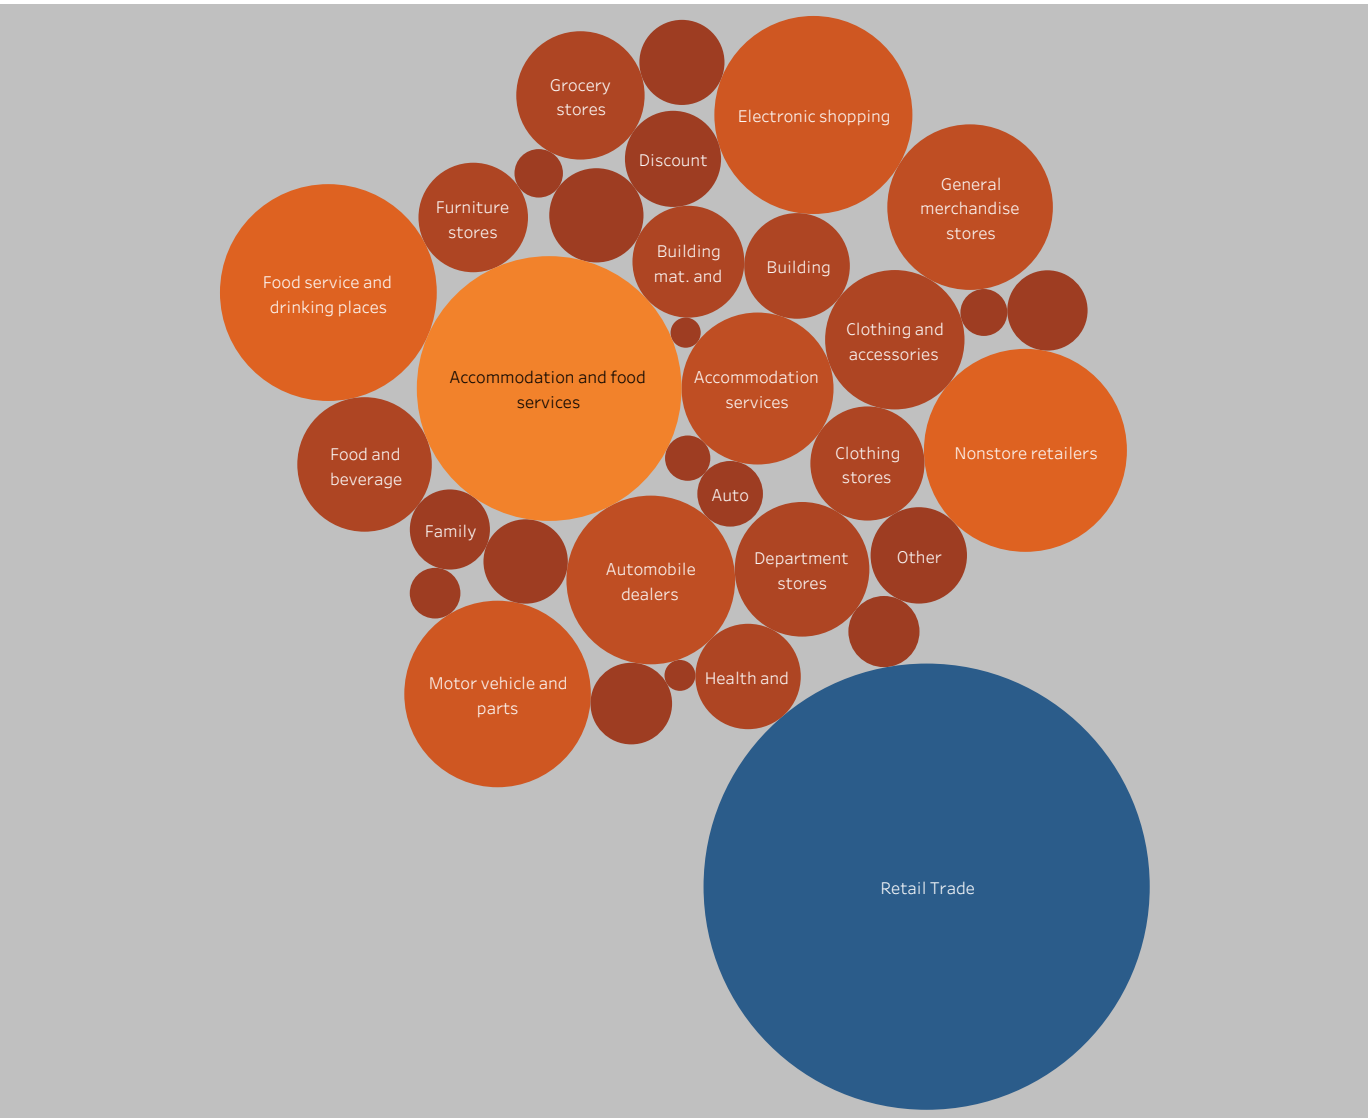 Grocery
stores
Electronic shopping
Discount
General
merchandise
stores
Furniture
stores
Building
mat. and
Building
Food service and
drinking places
Clothing and
accessories
Accommodation and food
services
Accommodation
services
Food and
beverage
Clothing
stores
Nonstore retailers
Auto
Family
Automobile
dealers
Department
stores
Other
Motor vehicle and
parts
Health and
Retail Trade